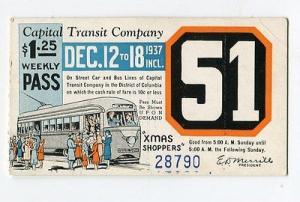 Capital Transit Company
$1.25
WEEKLY
PASS
DEC. 12 TO 18 1937 INCL.
On Street Car and Bus Lines of Capital
Transit Company in the District of Columbia
on which the cash rate of fare is 10c or less
Pass Must
Be Shown
UPON
DEMAND
"XMAS
SHOPPERS"
28790
51
Good from 5:00 A.M. Sunday until
5:00 A.M. the Following Sunday.
E.D. Merrill
PRESIDENT